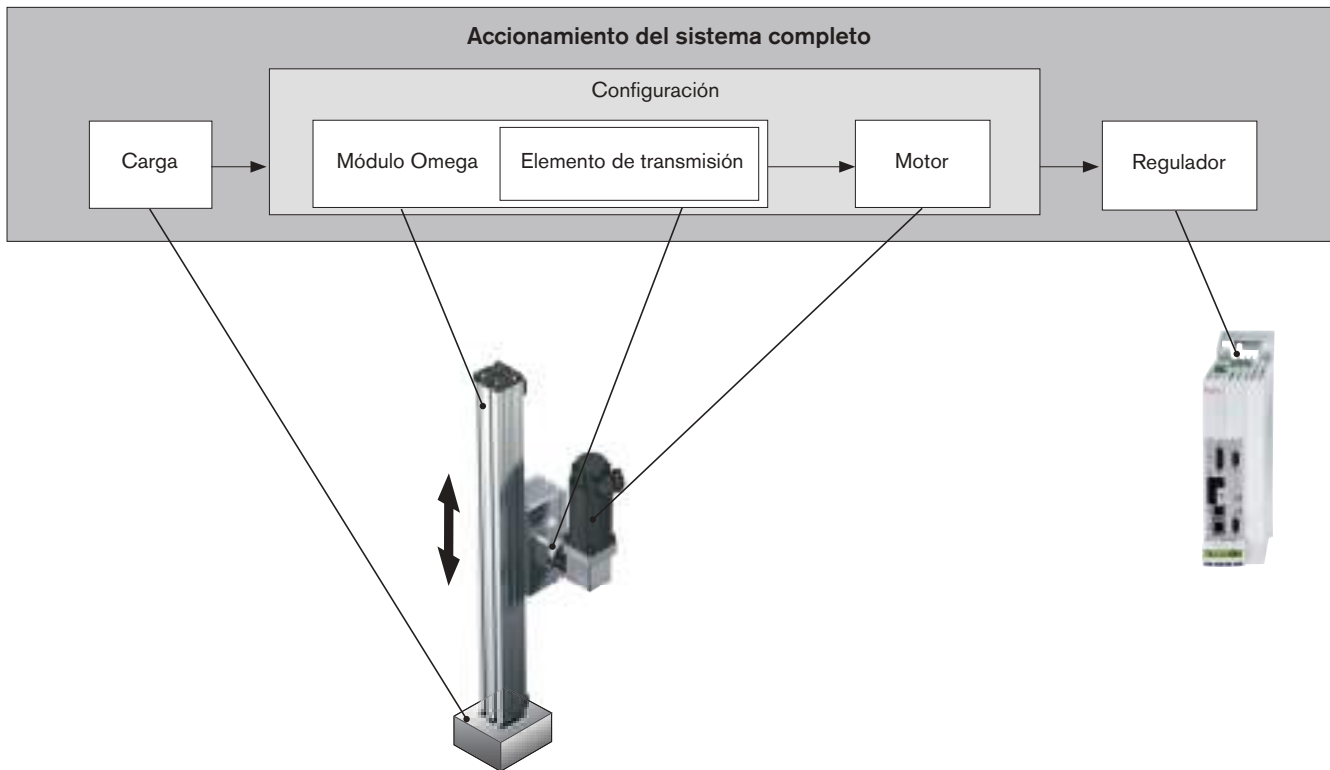 Accionamiento del sistema completo
Configuración
Carga
Módulo Omega
Elemento de transmisión
Motor
Regulador